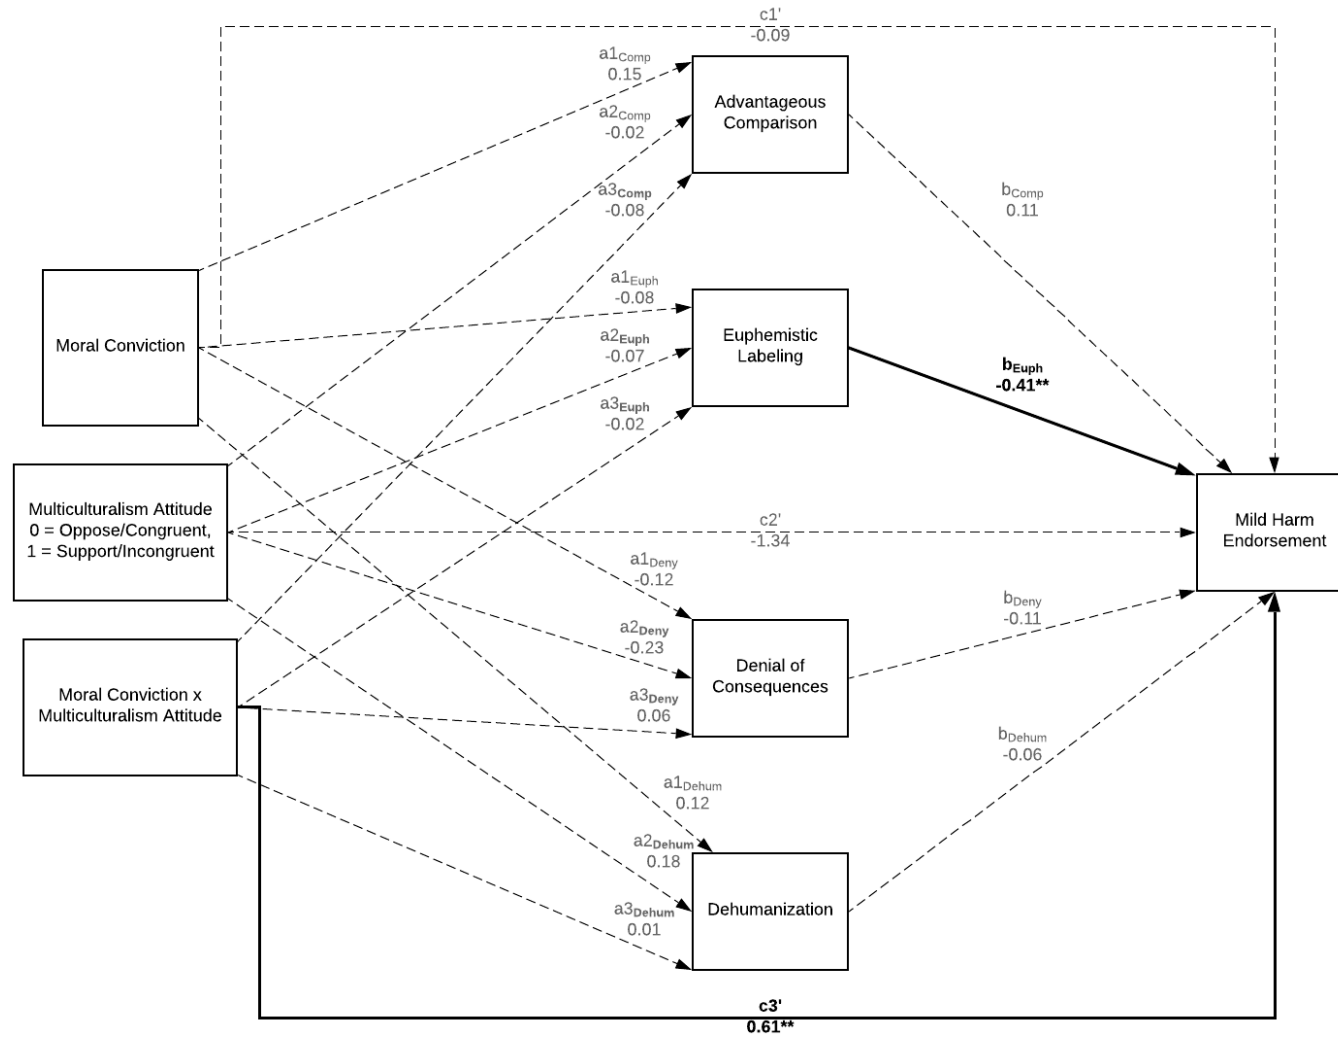 c1'
-0.09
a1Comp
0.15
Advantageous
Comparison
a2Comp
-0.02
a3Comp
-0.08
bComp
0.11
Moral Conviction
a1Euph
-0.08
Euphemistic
Labeling
a2Euph
-0.07
a3Euph
-0.02
bEuph
-0.41**
Multiculturalism Attitude
0 = Oppose/Congruent,
1 = Support/Incongruent
c2'
-1.34
Mild Harm
Endorsement
a1Deny
-0.12
a2Deny
-0.23
Denial of
Consequences
a3Deny
0.06
bDeny
-0.11
Moral Conviction x
Multiculturalism Attitude
bDehum
-0.06
a1Dehum
0.12
a2Dehum
0.18
Dehumanization
a3Dehum
0.01
c3'
0.61**